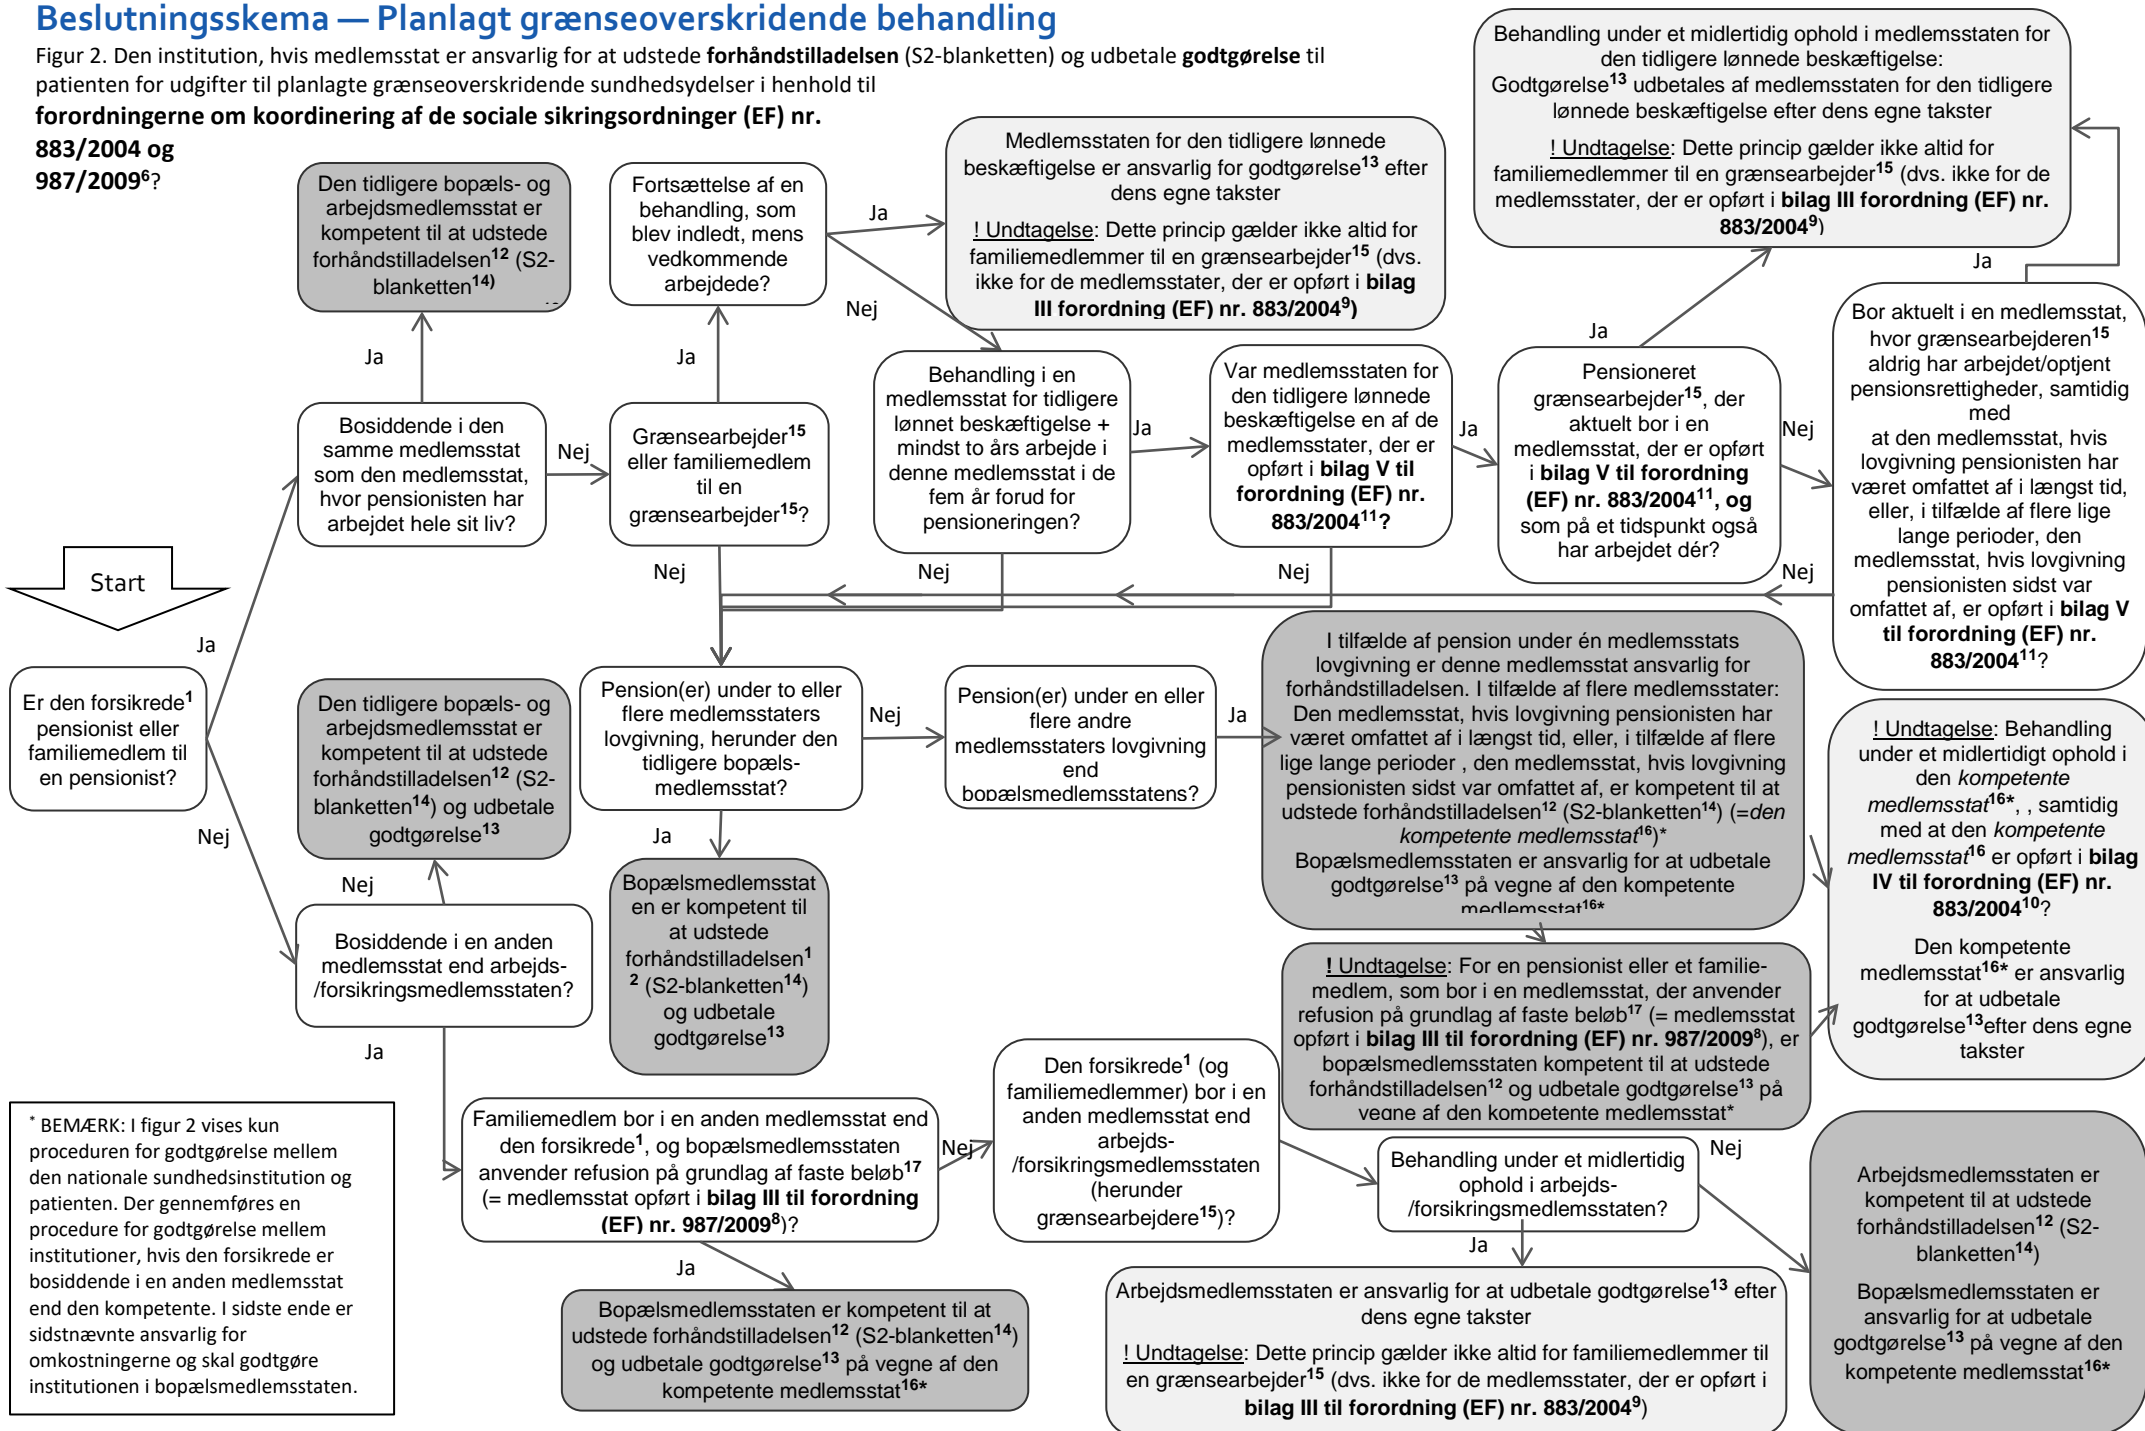 Beslutningsskema — Planlagt grænseoverskridende behandling
Figur 2. Den institution, hvis medlemsstat er ansvarlig for at udstede forhåndstilladelsen (S2-blanketten) og udbetale godtgørelse til
patienten for udgifter til planlagte grænseoverskridende sundhedsydelser i henhold til
forordningerne om koordinering af de sociale sikringsordninger (EF) nr.
883/2004 og
987/2009⁶?
Behandling under et midlertidig ophold i medlemsstaten for
den tidligere lønnede beskæftigelse:
Godtgørelse¹³ udbetales af medlemsstaten for den tidligere
lønnede beskæftigelse efter dens egne takster
! Undtagelse: Dette princip gælder ikke altid for
familiemedlemmer til en grænsearbejder¹⁵ (dvs. ikke for de
medlemsstater, der er opført i bilag III forordning (EF) nr.
883/2004⁹)
Den tidligere bopæls- og
arbejdsmedlemsstat er
kompetent til at udstede
forhåndstilladelsen¹² (S2-
blanketten¹⁴)
Fortsættelse af en
behandling, som
blev indledt, mens
vedkommende
arbejdede?
Ja
Nej
Medlemsstaten for den tidligere lønnede
beskæftigelse er ansvarlig for godtgørelse¹³ efter
dens egne takster
! Undtagelse: Dette princip gælder ikke altid for
familiemedlemmer til en grænsearbejder¹⁵ (dvs.
ikke for de medlemsstater, der er opført i bilag
III forordning (EF) nr. 883/2004⁹)
Ja
Ja
Ja
Ja
Bosiddende i den
samme medlemsstat
som den medlemsstat,
hvor pensionisten har
arbejdet hele sit liv?
Nej
Grænsearbejder¹⁵
eller familiemedlem
til en
grænsearbejder¹⁵?
Behandling i en
medlemsstat for tidligere
lønnet beskæftigelse +
mindst to års arbejde i
denne medlemsstat i de
fem år forud for
pensioneringen?
Ja
Var medlemsstaten for
den tidligere lønnede
beskæftigelse en af de
medlemsstater, der er
opført i bilag V til
forordning (EF) nr.
883/2004¹¹?
Ja
Pensioneret
grænsearbejder¹⁵, der
aktuelt bor i en
medlemsstat, der er opført
i bilag V til forordning
(EF) nr. 883/2004¹¹, og
som på et tidspunkt også
har arbejdet dér?
Nej
Bor aktuelt i en medlemsstat,
hvor grænsearbejderen¹⁵
aldrig har arbejdet/optjent
pensionsrettigheder, samtidig
med
at den medlemsstat, hvis
lovgivning pensionisten har
været omfattet af i længst tid,
eller, i tilfælde af flere lige
lange perioder, den
medlemsstat, hvis lovgivning
pensionisten sidst var
omfattet af, er opført i bilag V
til forordning (EF) nr.
883/2004¹¹?
Nej
Nej
Nej
Nej
Start
Ja
Er den forsikrede¹
pensionist eller
familiemedlem til
en pensionist?
Nej
Den tidligere bopæls- og
arbejdsmedlemsstat er
kompetent til at udstede
forhåndstilladelsen¹² (S2-
blanketten¹⁴) og udbetale
godtgørelse¹³
Nej
Pension(er) under to eller
flere medlemsstaters
lovgivning, herunder den
tidligere bopæls-
medlemsstat?
Nej
Pension(er) under en eller
flere andre
medlemsstaters lovgivning
end
bopælsmedlemsstatens?
Ja
I tilfælde af pension under én medlemsstats
lovgivning er denne medlemsstat ansvarlig for
forhåndstilladelsen. I tilfælde af flere medlemsstater:
Den medlemsstat, hvis lovgivning pensionisten har
været omfattet af i længst tid, eller, i tilfælde af flere
lige lange perioder , den medlemsstat, hvis lovgivning
pensionisten sidst var omfattet af, er kompetent til at
udstede forhåndstilladelsen¹² (S2-blanketten¹⁴) (=den
kompetente medlemsstat¹⁶)*
Bopælsmedlemsstaten er ansvarlig for at udbetale
godtgørelse¹³ på vegne af den kompetente
medlemsstat¹⁶*
! Undtagelse: Behandling
under et midlertidigt ophold i
den kompetente
medlemsstat¹⁶*, , samtidig
med at den kompetente
medlemsstat¹⁶ er opført i bilag
IV til forordning (EF) nr.
883/2004¹⁰?
Den kompetente
medlemsstat¹⁶* er ansvarlig
for at udbetale
godtgørelse¹³efter dens egne
takster
Ja
Bopælsmedlemsstat
en er kompetent til
at udstede
forhåndstilladelsen¹
² (S2-blanketten¹⁴)
og udbetale
godtgørelse¹³
Bosiddende i en anden
medlemsstat end arbejds-
/forsikringsmedlemsstaten?
Ja
! Undtagelse: For en pensionist eller et familie-
medlem, som bor i en medlemsstat, der anvender
refusion på grundlag af faste beløb¹⁷ (= medlemsstat
opført i bilag III til forordning (EF) nr. 987/2009⁸), er
bopælsmedlemsstaten kompetent til at udstede
forhåndstilladelsen¹² og udbetale godtgørelse¹³ på
vegne af den kompetente medlemsstat*
* BEMÆRK: I figur 2 vises kun
proceduren for godtgørelse mellem
den nationale sundhedsinstitution og
patienten. Der gennemføres en
procedure for godtgørelse mellem
institutioner, hvis den forsikrede er
bosiddende i en anden medlemsstat
end den kompetente. I sidste ende er
sidstnævnte ansvarlig for
omkostningerne og skal godtgøre
institutionen i bopælsmedlemsstaten.
Familiemedlem bor i en anden medlemsstat end
den forsikrede¹, og bopælsmedlemsstaten
anvender refusion på grundlag af faste beløb¹⁷
(= medlemsstat opført i bilag III til forordning
(EF) nr. 987/2009⁸)?
Nej
Den forsikrede¹ (og
familiemedlemmer) bor i en
anden medlemsstat end
arbejds-
/forsikringsmedlemsstaten
(herunder
grænsearbejdere¹⁵)?
Behandling under et midlertidig
ophold i arbejds-
/forsikringsmedlemsstaten?
Nej
Ja
Arbejdsmedlemsstaten er
kompetent til at udstede
forhåndstilladelsen¹² (S2-
blanketten¹⁴)
Bopælsmedlemsstaten er
ansvarlig for at udbetale
godtgørelse¹³ på vegne af den
kompetente medlemsstat¹⁶*
Ja
Bopælsmedlemsstaten er kompetent til at
udstede forhåndstilladelsen¹² (S2-blanketten¹⁴)
og udbetale godtgørelse¹³ på vegne af den
kompetente medlemsstat¹⁶*
Arbejdsmedlemsstaten er ansvarlig for at udbetale godtgørelse¹³ efter
dens egne takster
! Undtagelse: Dette princip gælder ikke altid for familiemedlemmer til
en grænsearbejder¹⁵ (dvs. ikke for de medlemsstater, der er opført i
bilag III til forordning (EF) nr. 883/2004⁹)